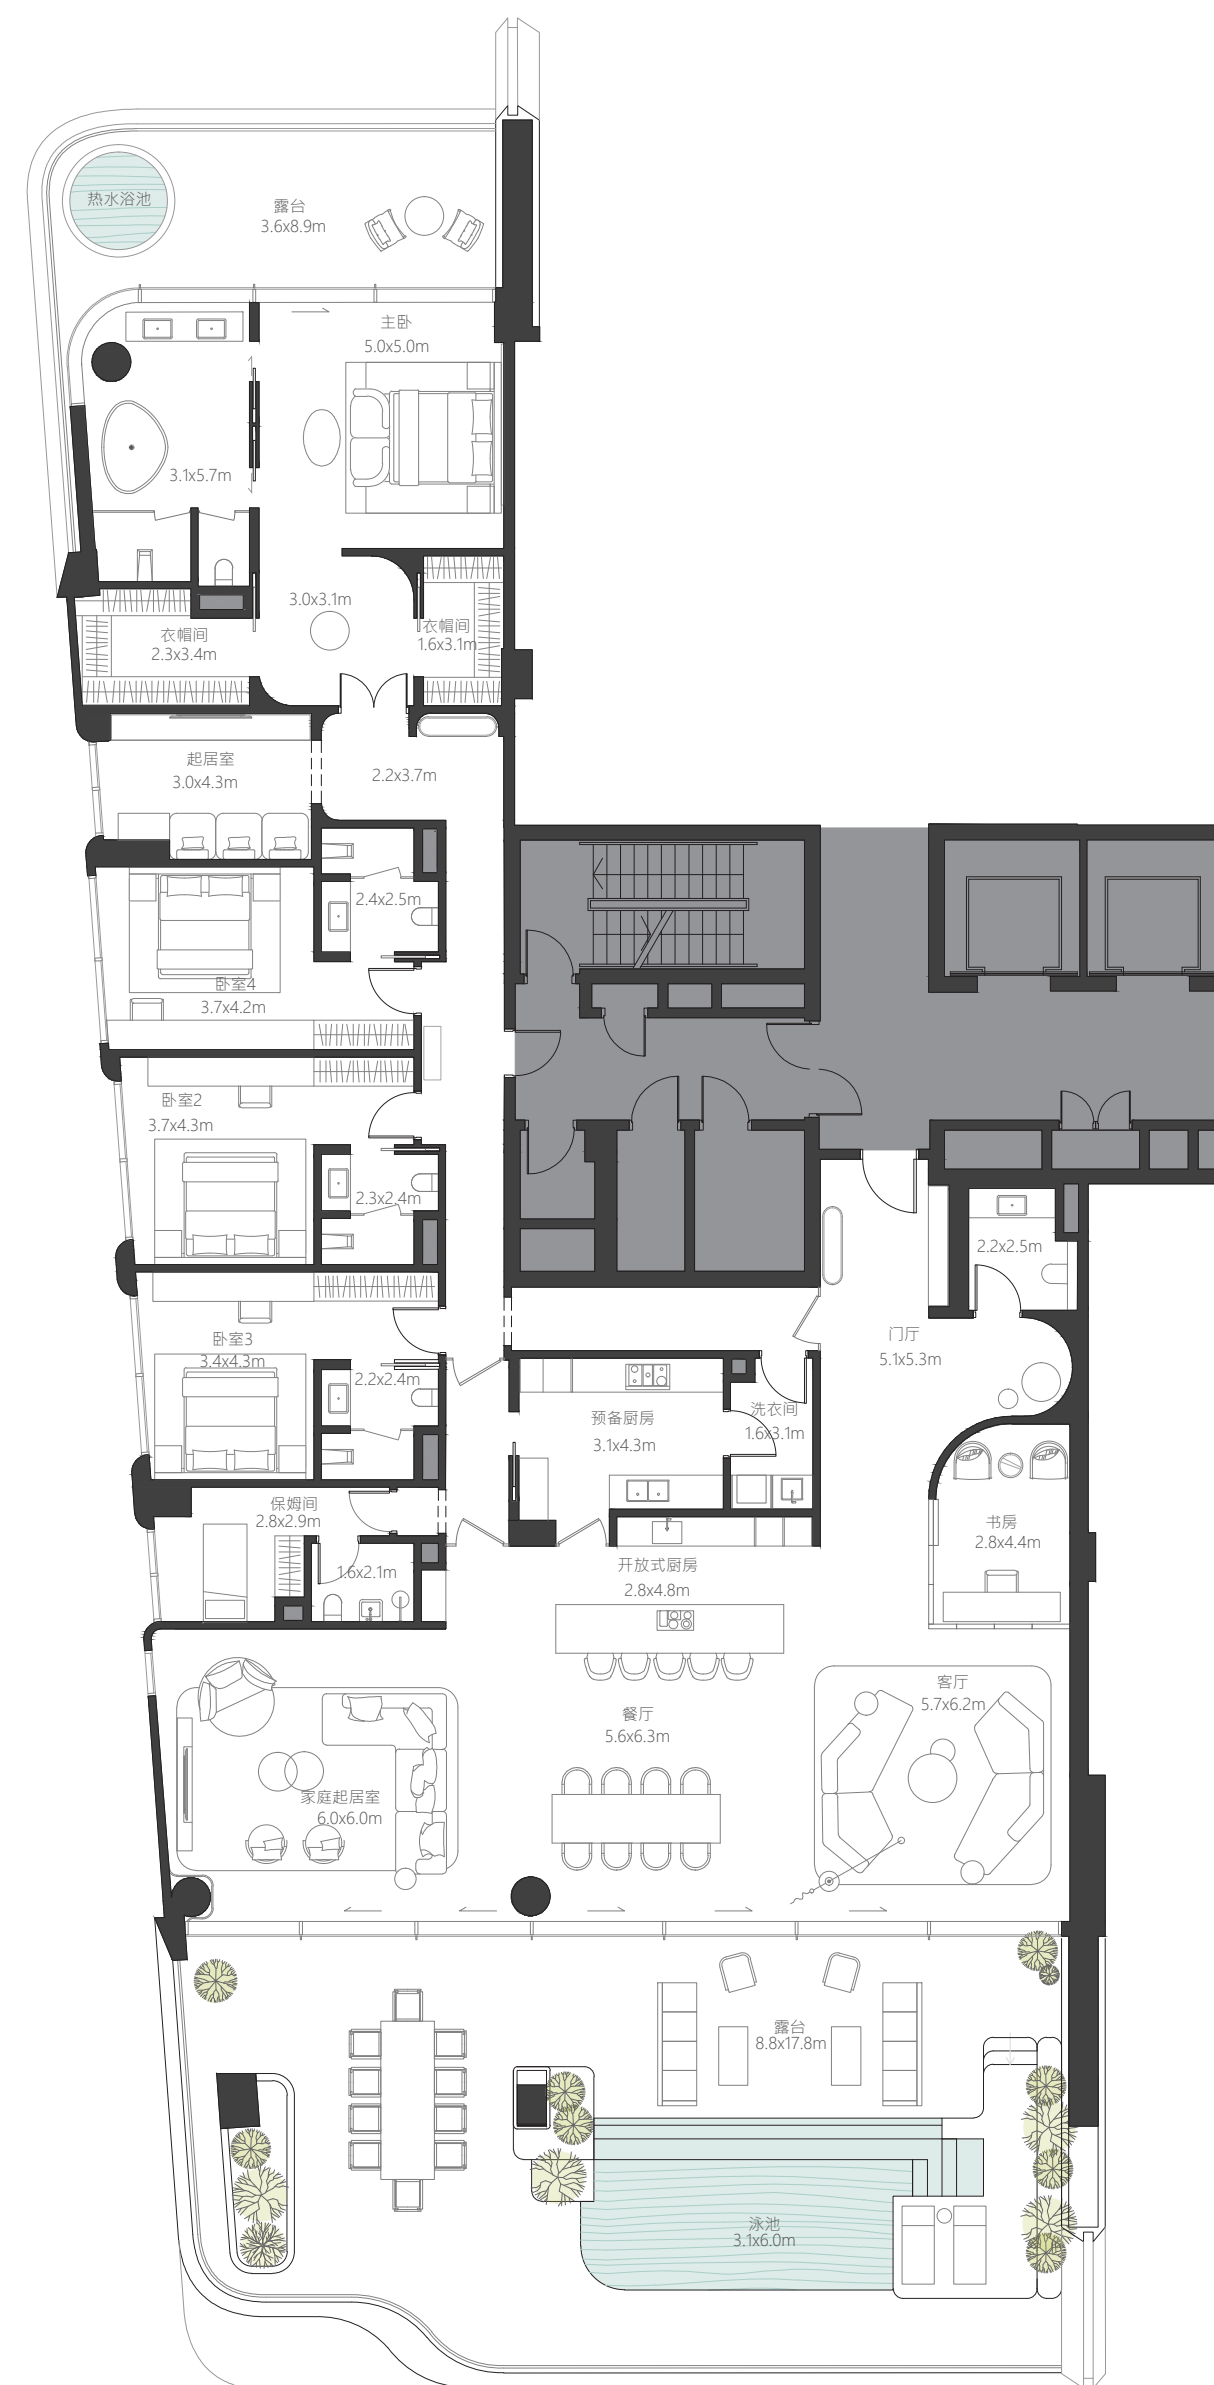 热水浴池
露台
3.6x8.9m
主卧
5.0x5.0m
3.1x5.7m
3.0x3.1m
衣帽间
2.3x3.4m
衣帽间
1.6x3.1m
起居室
3.0x4.3m
2.2x3.7m
2.4x2.5m
卧室4
3.7x4.2m
卧室2
3.7x4.3m
2.3x2.4m
2.2x2.5m
卧室3
3.4x4.3m
2.2x2.4m
门厅
5.1x5.3m
预备厨房
3.1x4.3m
洗衣间
1.6x3.1m
保姆间
2.8x2.9m
1.6x2.1m
书房
2.8x4.4m
开放式厨房
2.8x4.8m
客厅
5.7x6.2m
餐厅
5.6x6.3m
家庭起居室
6.0x6.0m
露台
8.8x17.8m
泳池
3.1x6.0m